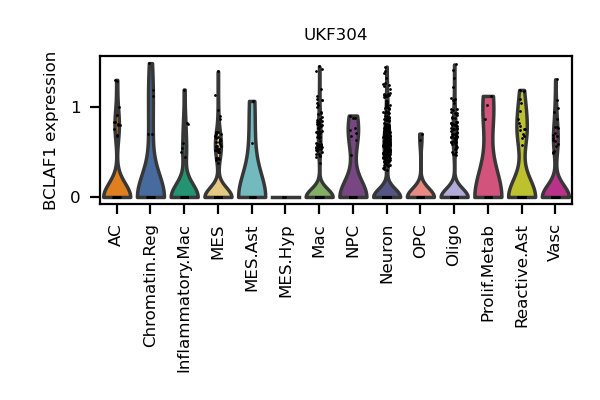 UKF304
BCLAF1 expression
1
0
AC
Chromatin.Reg
Inflammatory.Mac
MES
MES.Ast
MES.Hyp
Mac
NPC
Neuron
OPC
Oligo
Prolif.Metab
Reactive.Ast
Vasc